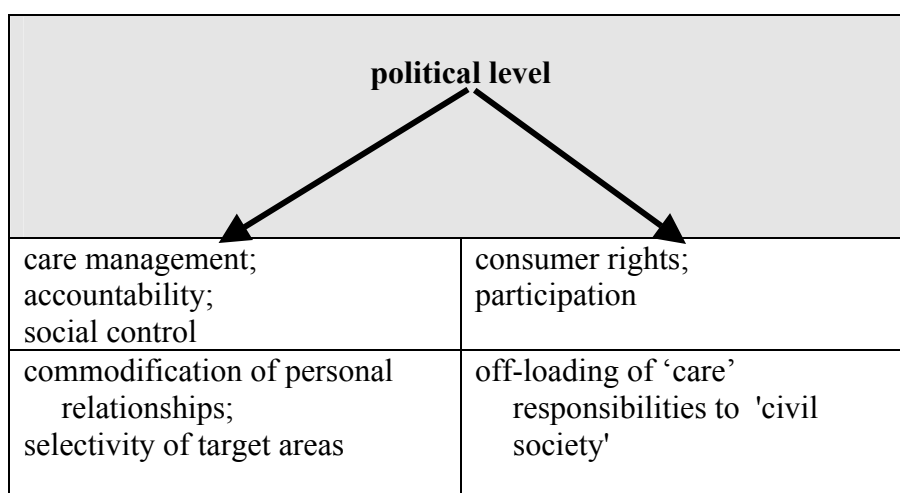 political level
care management;
accountability;
social control
consumer rights;
participation
commodification of personal
relationships;
selectivity of target areas
off-loading of ‘care’
responsibilities to 'civil
society'